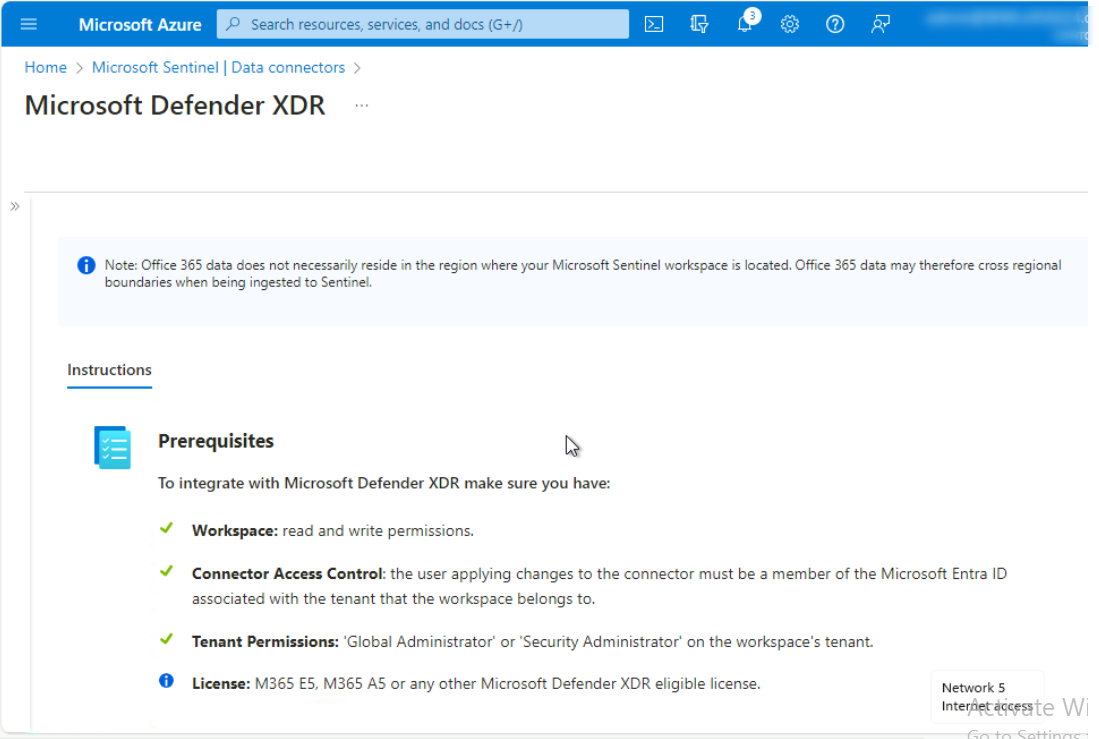 Microsoft Azure
Search resources, services, and docs (G+/)
3
Home > Microsoft Sentinel | Data connectors >
Microsoft Defender XDR ...
»
Note: Office 365 data does not necessarily reside in the region where your Microsoft Sentinel workspace is located. Office 365 data may therefore cross regional
boundaries when being ingested to Sentinel.
Instructions
Prerequisites
To integrate with Microsoft Defender XDR make sure you have:
Workspace: read and write permissions.
Connector Access Control: the user applying changes to the connector must be a member of the Microsoft Entra ID
associated with the tenant that the workspace belongs to.
Tenant Permissions: 'Global Administrator' or 'Security Administrator' on the workspace's tenant.
License: M365 E5, M365 A5 or any other Microsoft Defender XDR eligible license.
Network 5
Internet access
Activate Wi
Go to Settings